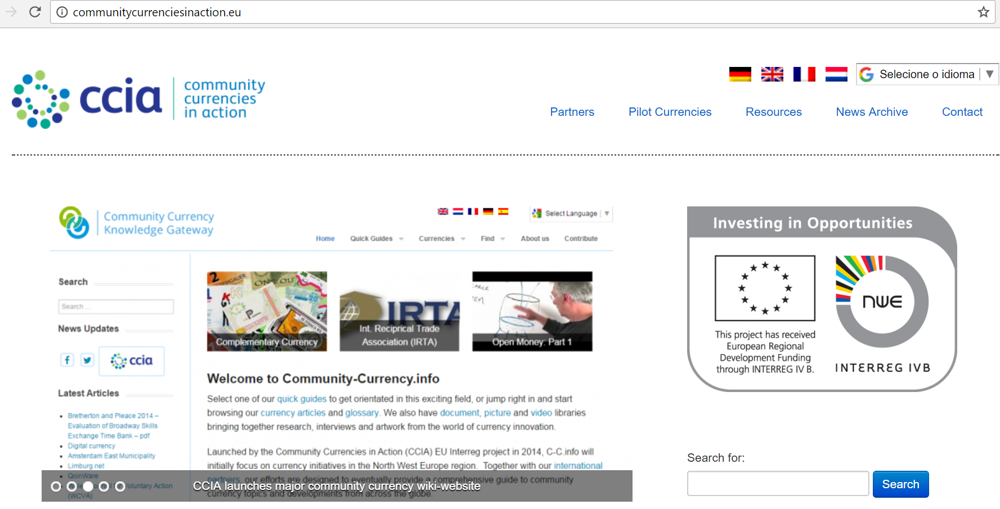 communitycurrenciesinaction.eu
Selecione o idioma
ccia
community
currencies
in action
Partners
Pilot Currencies
Resources
News Archive
Contact
Community Currency
Knowledge Gateway
Select Language
Home
Quick Guides
Currencies
Find
About us
Contribute
Search
Search ...
News Updates
ccia
Latest Articles
Bretherton and Pleace 2014 –
Evaluation of Broadway Skills
Exchange Time Bank – pdf
Digital currency
Amsterdam East Municipality
Limburg.net
QoinWare
Voluntary Action
(WCVA)
2
Complementary Currency
IRTA
Int. Reciprical Trade
Association (IRTA)
Open Money: Part 1
Welcome to Community-Currency.info
Select one of our quick guides to get orientated in this exciting field, or jump right in and start
browsing our currency articles and glossary. We also have document, picture and video libraries
bringing together research, interviews and artwork from the world of currency innovation.
Launched by the Community Currencies in Action (CCIA) EU Interreg project in 2014, C-C.info will
initially focus on currency initiatives in the North West Europe region. Together with our international
partners, our efforts are designed to eventually provide a comprehensive guide to community
currency topics and developments from across the globe.
CCIA launches major community currency wiki-website
Investing in Opportunities
This project has received
European Regional
Development Funding
through INTERREG IV B.
NWE
INTERREG IVB
Search for:
Search